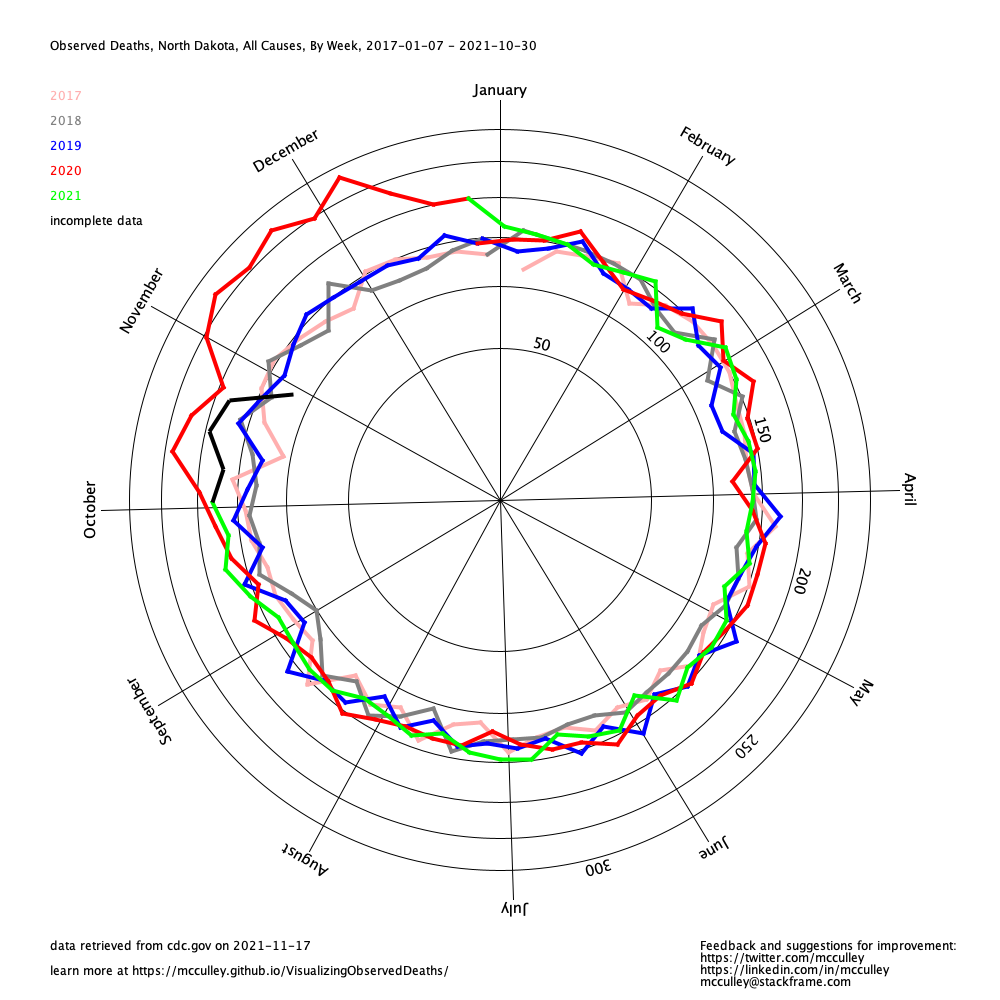 Observed Deaths, North Dakota, All Causes, By Week, 2017-01-07 - 2021-10-30
2017
2018
2019
2020
2021
incomplete data
January
February
March
April
May
June
July
August
September
October
November
December
50
100
150
200
250
300
data retrieved from cdc.gov on 2021-11-17
learn more at https://mcculley.github.io/VisualizingObservedDeaths/
Feedback and suggestions for improvement:
https://twitter.com/mcculley
https://linkedin.com/in/mcculley
mcculley@stackframe.com